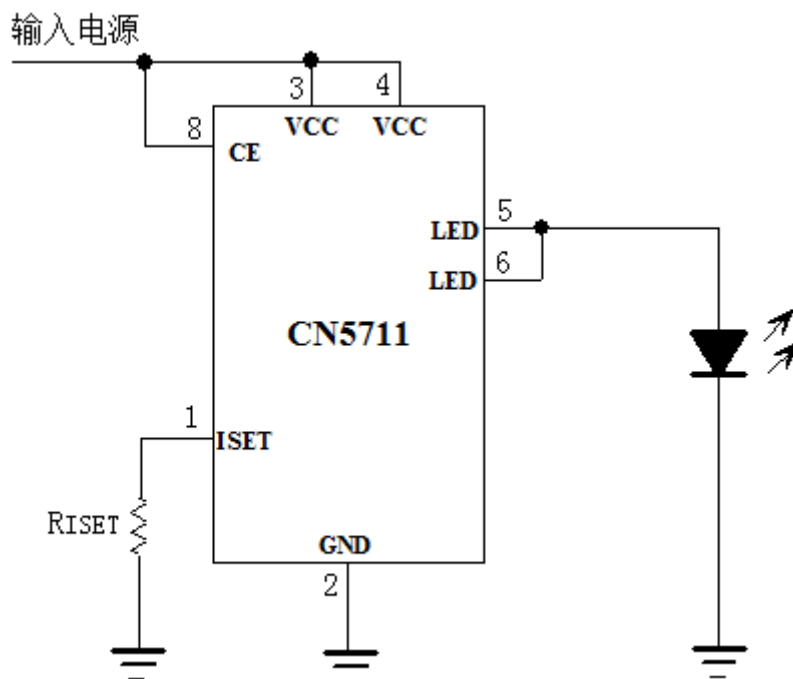 输入电源
3
4
VCC
VCC
8
CE
5
LED
6
LED
CN5711
1
ISET
RISET
GND
2